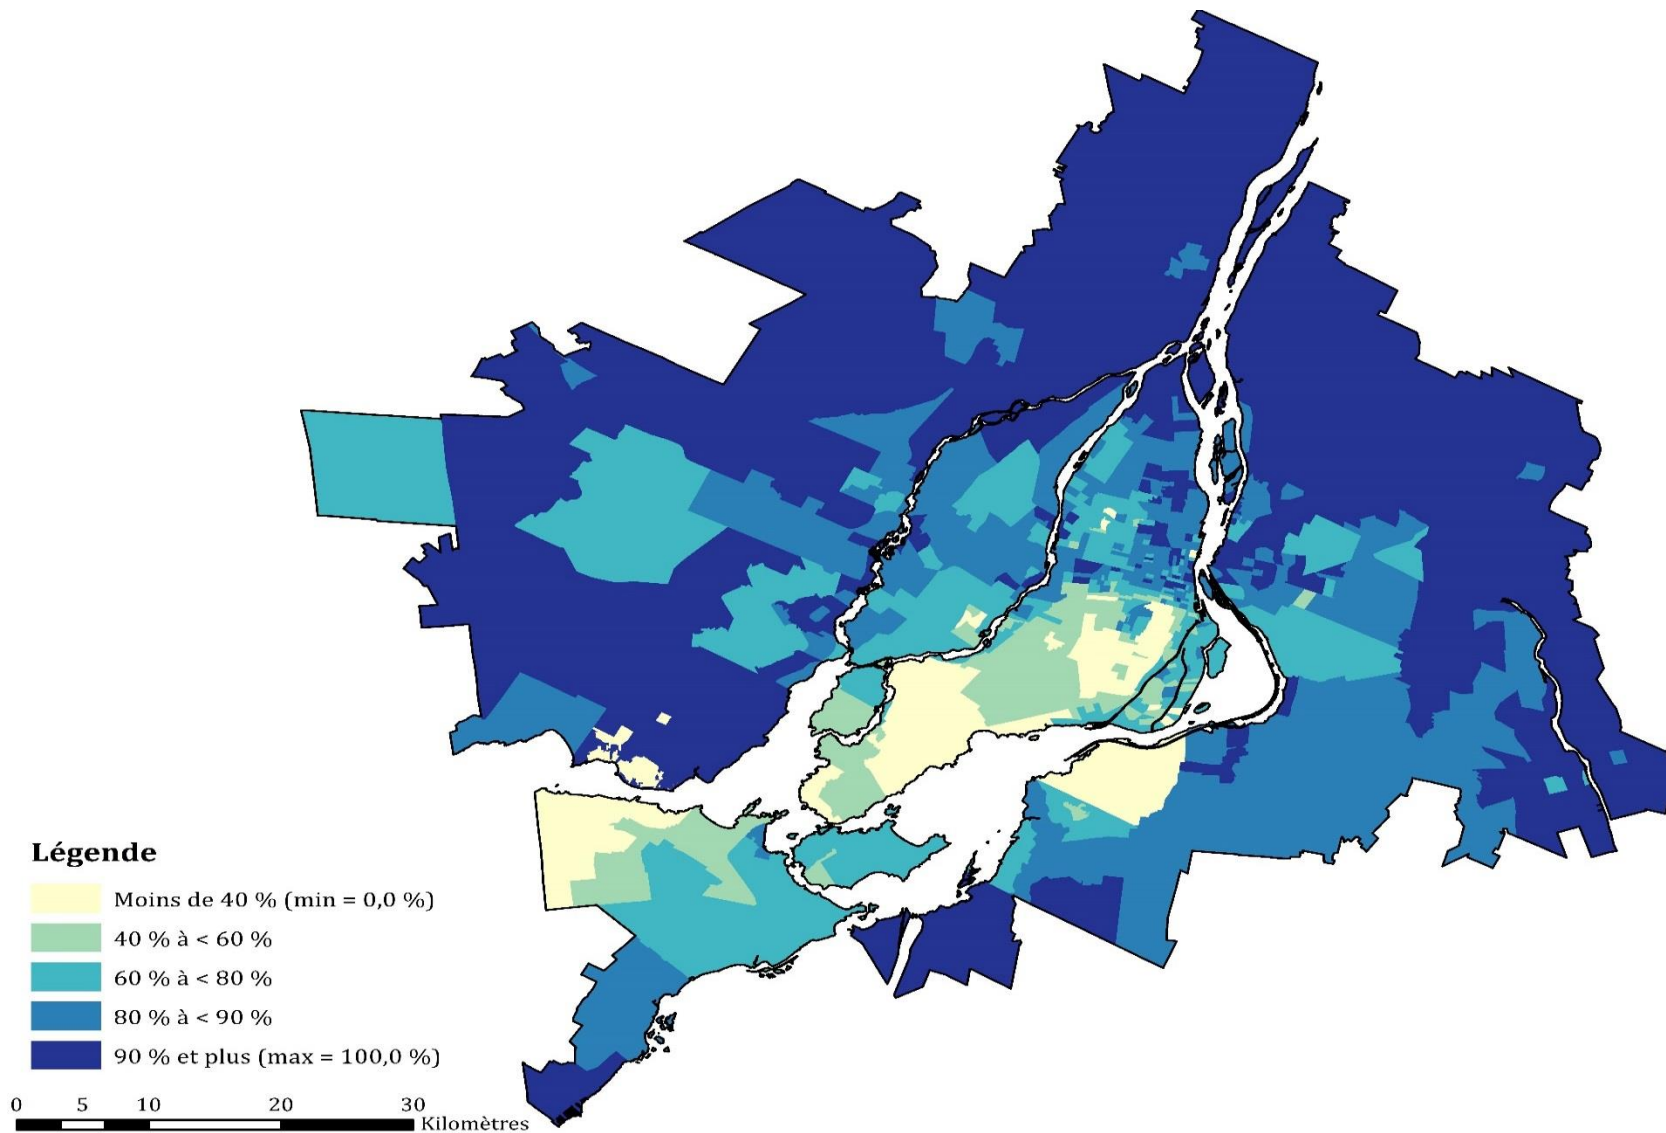 Légende
Moins de 40 % (min = 0,0 %)
40 % à < 60 %
60 % à < 80 %
80 % à < 90 %
90 % et plus (max = 100,0 %)
0 5 10 20 30
Kilomètres